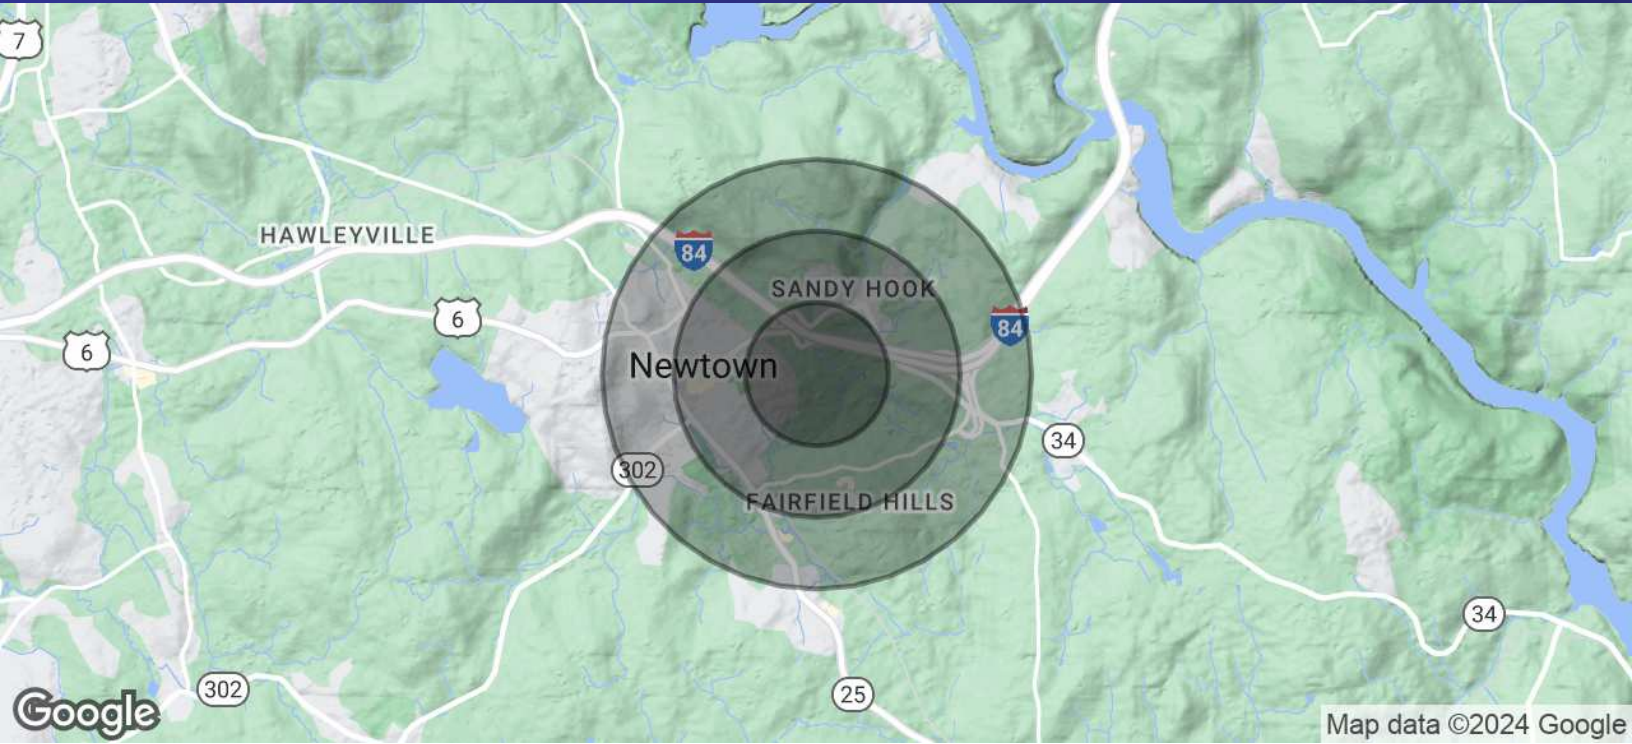 7
HAWLEYVILLE
84
SANDY HOOK
6
84
6
Newtown
34
302
FAIRFIELD HILLS
34
302
25
Google
Map data ©2024 Google